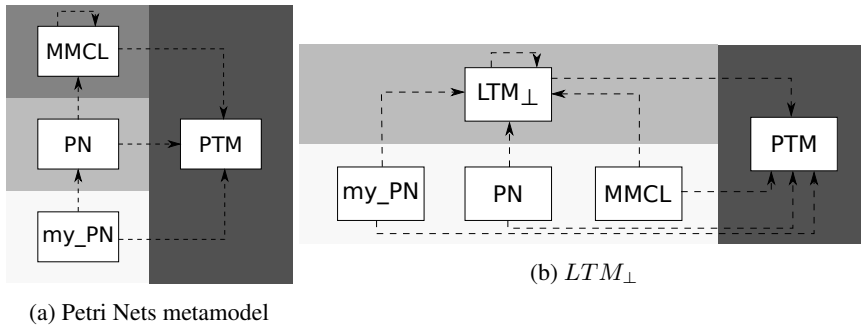 MMCL
PN
PTM
my_PN
(a) Petri Nets metamodel
LTM⊥
PTM
my_PN
PN
MMCL
(b) LTM⊥